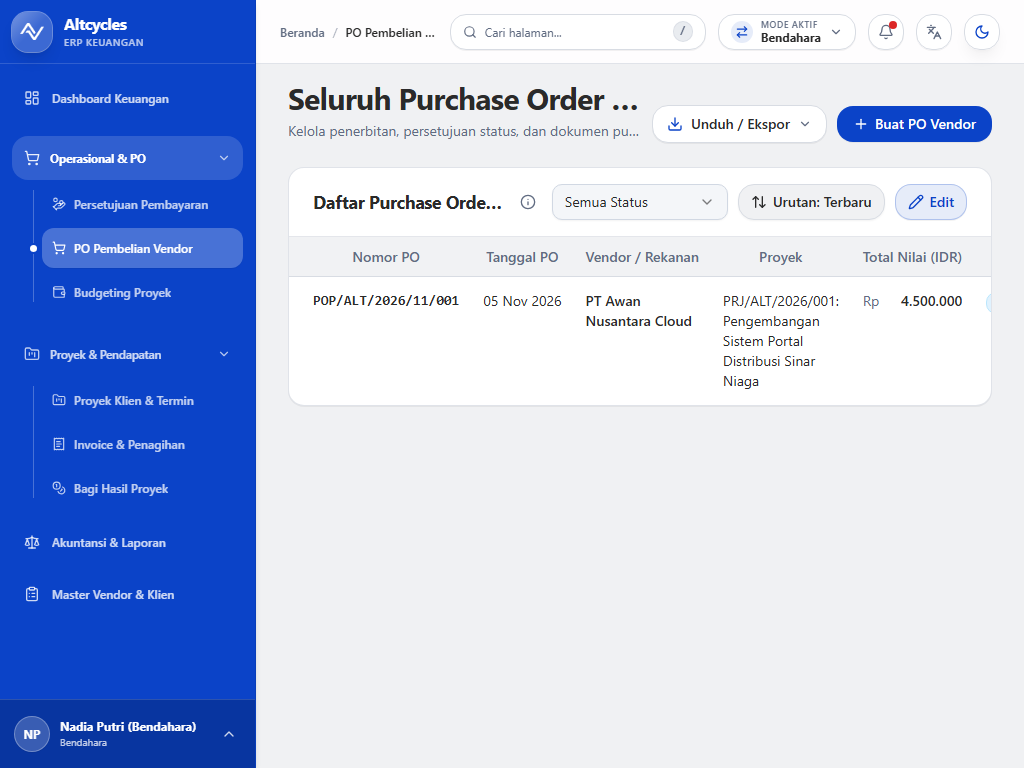 Altcycles
ERP KEUANGAN
Dashboard Keuangan
Operasional & PO
Persetujuan Pembayaran
PO Pembelian Vendor
Budgeting Proyek
Proyek & Pendapatan
Proyek Klien & Termin
Invoice & Penagihan
Bagi Hasil Proyek
Akuntansi & Laporan
Master Vendor & Klien
NP
Nadia Putri (Bendahara)
Bendahara
Beranda / PO Pembelian ...
Cari halaman...
/
MODE AKTIF
Bendahara
Seluruh Purchase Order ...
Kelola penerbitan, persetujuan status, dan dokumen pu...
Unduh / Ekspor
+ Buat PO Vendor
Daftar Purchase Orde...
Semua Status
Urutan: Terbaru
Edit
Nomor PO Tanggal PO Vendor / Rekanan Proyek Total Nilai (IDR)
POP/ALT/2026/11/001
05 Nov 2026
PT Awan
Nusantara Cloud
PRJ/ALT/2026/001:
Pengembangan
Sistem Portal
Distribusi Sinar
Niaga
Rp 4.500.000